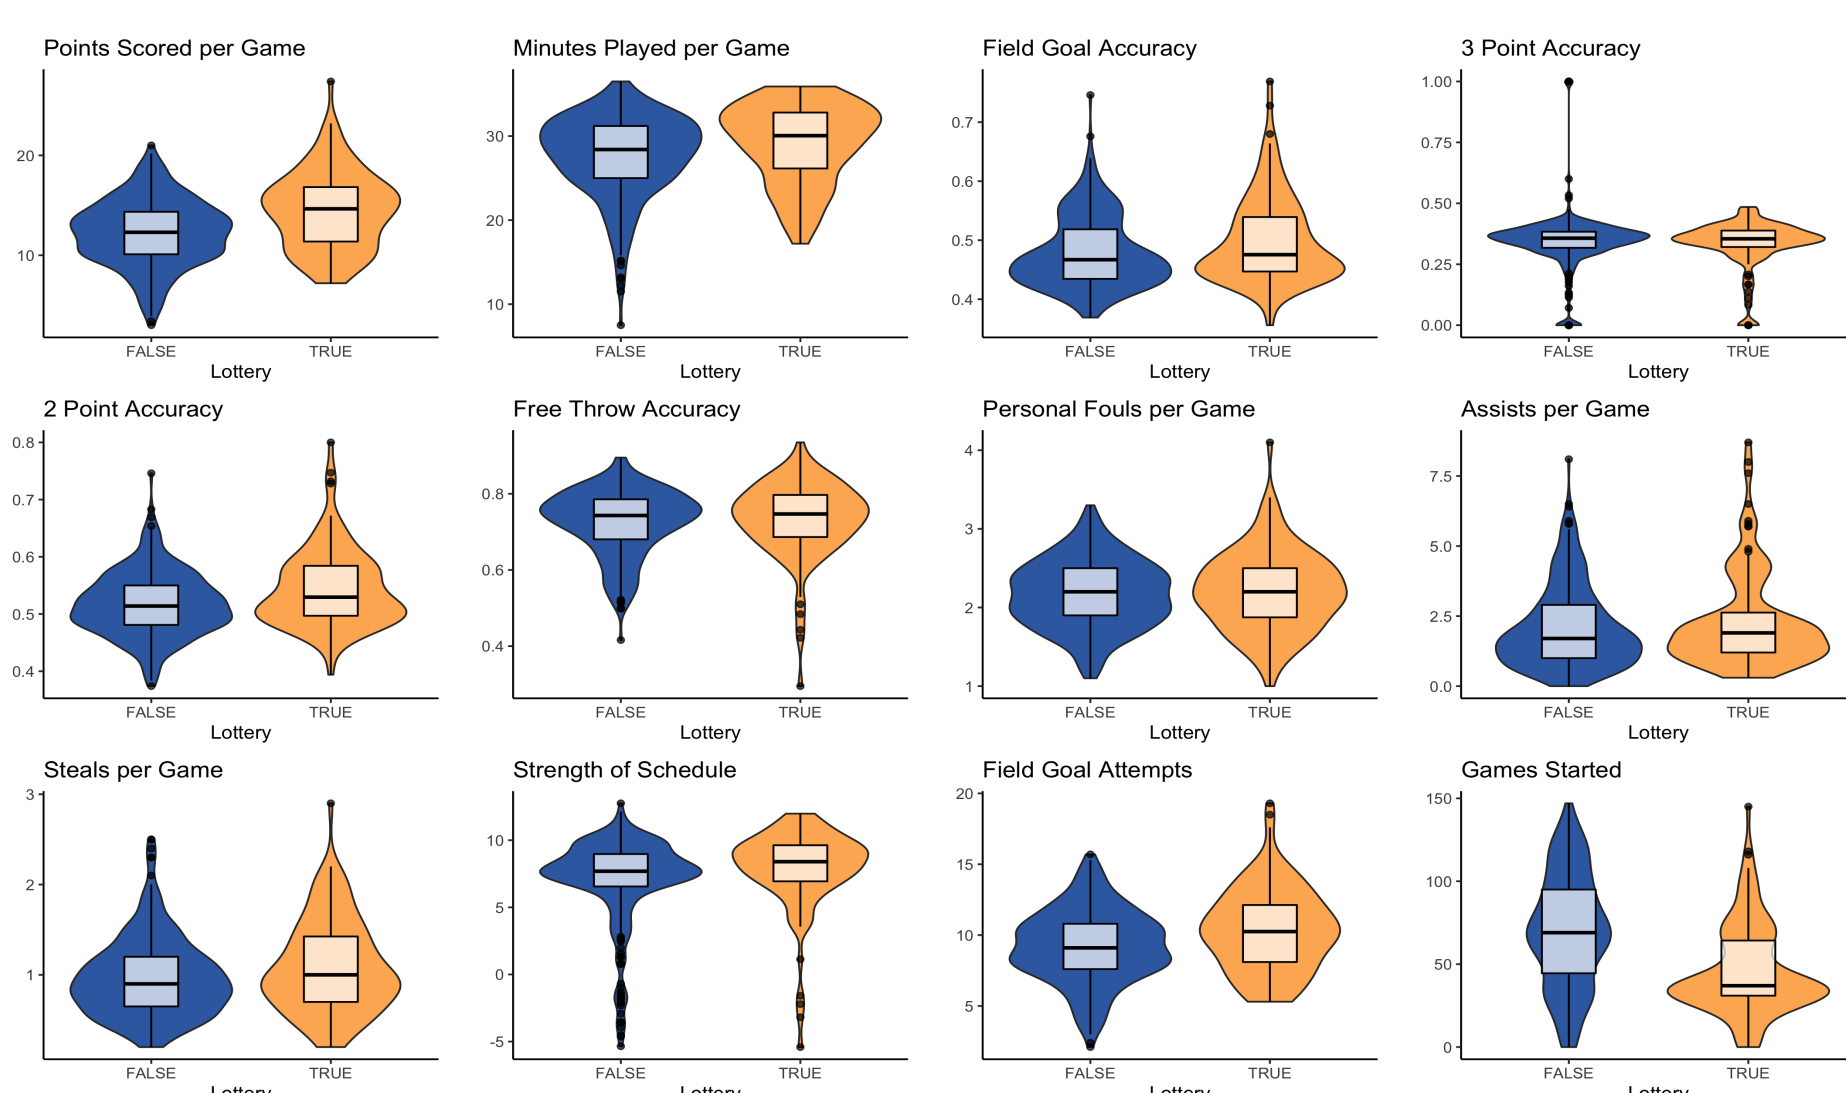 Points Scored per Game
Minutes Played per Game
Field Goal Accuracy
3 Point Accuracy
20
10
30
20
10
0.7
0.6
0.5
0.4
1.00
0.75
0.50
0.25
0.00
FALSE TRUE
FALSE TRUE
FALSE TRUE
FALSE TRUE
Lottery
Lottery
Lottery
Lottery
2 Point Accuracy
Free Throw Accuracy
Personal Fouls per Game
Assists per Game
0.8
0.7
0.6
0.5
0.4
0.8
0.6
0.4
4
3
2
1
7.5
5.0
2.5
0.0
FALSE TRUE
FALSE TRUE
FALSE TRUE
FALSE TRUE
Lottery
Lottery
Lottery
Lottery
Steals per Game
Strength of Schedule
Field Goal Attempts
Games Started
3
2
1
10
5
0
-5
20
15
10
5
150
100
50
0
FALSE TRUE
FALSE TRUE
FALSE TRUE
FALSE TRUE
Lottery
Lottery
Lottery
Lottery